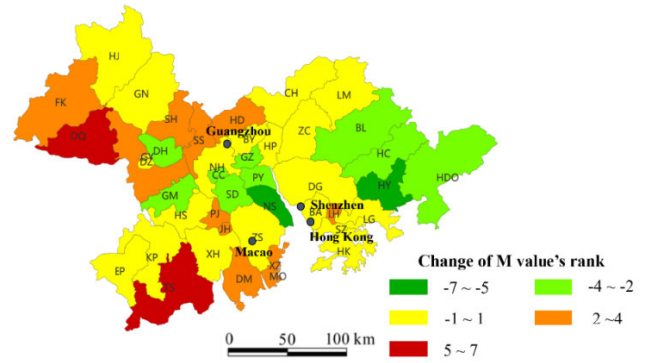 HJ
CH
LM
FK
GN
SH
HD
BL
DQ
SS
Guangzhou
BY
ZC
DH
HP
DZ
NH
GZ
HC
CC
PY
HDO
GM
SD
DG
HY
HS
NS
Shenzhen
PJ
BA
LH
LG
JH
ZS
SZ
Hong Kong
KP
XH
Macao
HK
EP
XZ
TS
DM
MO
Change of M value's rank
-7 ~ -5
-4 ~ -2
-1 ~ 1
2 ~4
5 ~ 7
0 50 100 km